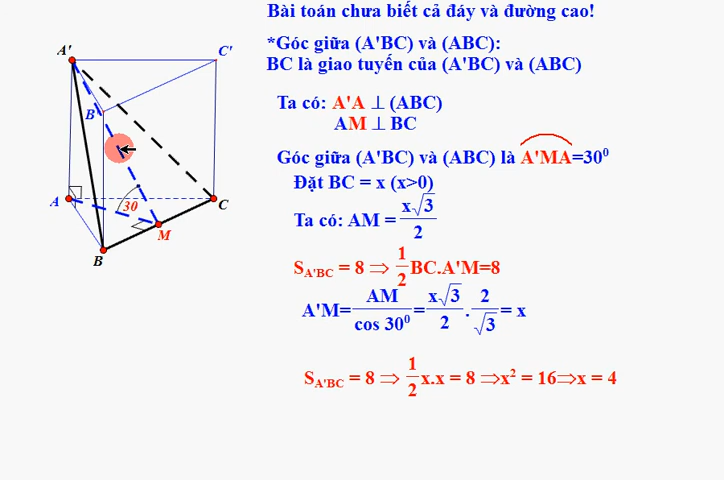 Bài toán chưa biết cả đáy và đường cao!
*Góc giữa (A'BC) và (ABC):
BC là giao tuyến của (A'BC) và (ABC)
Ta có: A'A ⊥ (ABC)
AM ⊥ BC
Góc giữa (A'BC) và (ABC) là A'MA=30⁰
Đặt BC = x (x>0)
Ta có: AM = x√3/2
S_A'BC = 8 ⇒ 1/2 BC.A'M=8
A'M= AM/cos 30⁰ = x√3/2 . 2/√3 = x
S_A'BC = 8 ⇒ 1/2 x.x = 8 ⇒x² = 16⇒x = 4
A'
C'
B'
A
30
C
M
B